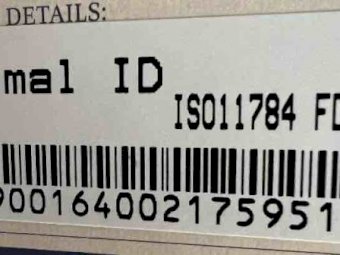 DETAILS:
mal ID
ISO11784 FD
900164002175951